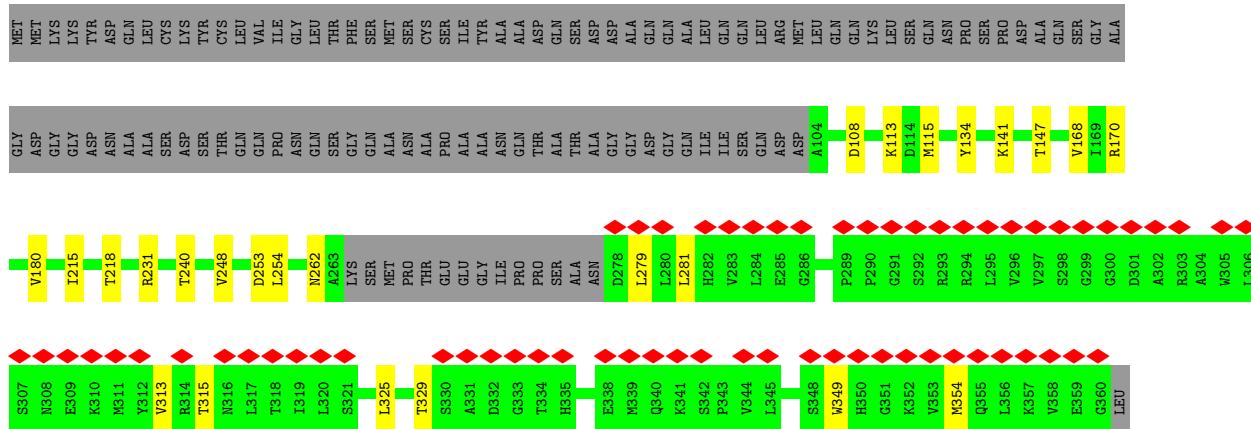 MET MET LYS LYS TYR ASP GLN LEU CYS LYS TYR CYS LEU VAL ILE GLY LEU THR PHE SER MET SER CYS SER ILE TYR ALA ALA ASP GLN SER ASP ASP ALA GLN GLN ALA LEU GLN GLN LEU ARG MET LEU GLN GLN LYS LEU SER GLN ASN PRO SER PRO ASP ALA GLN SER GLY ALA
GLY ASP GLY GLY ASP ASN ALA ALA SER ASP SER THR GLN GLN PRO ASN GLN SER GLY GLN ALA ASN ALA PRO ALA ALA ASN GLN THR ALA THR ALA GLY GLY ASP GLY GLN ILE ILE SER GLN ASP ASP A104 D108 K113 D114 M115 Y134 K141 T147 V168 I169 R170
V180 I215 T218 R231 T240 V248 D253 L254 N262 A263 LYS SER MET PRO THR GLU GLU GLY ILE PRO PRO SER ALA ASN D278 L279 L280 L281 H282 V283 L284 E285 G286 P289 P290 G291 S292 R293 R294 L295 V296 V297 S298 G299 G300 D301 A302 R303 A304 W305 L306
S307 N308 E309 K310 M311 Y312 V313 R314 T315 N316 L317 T318 I319 L320 S321 L325 T329 S330 A331 D332 G333 T334 H335 E338 M339 Q340 K341 S342 P343 V344 L345 S348 W349 H350 G351 K352 V353 M354 Q355 L356 K357 V358 E359 G360 LEU